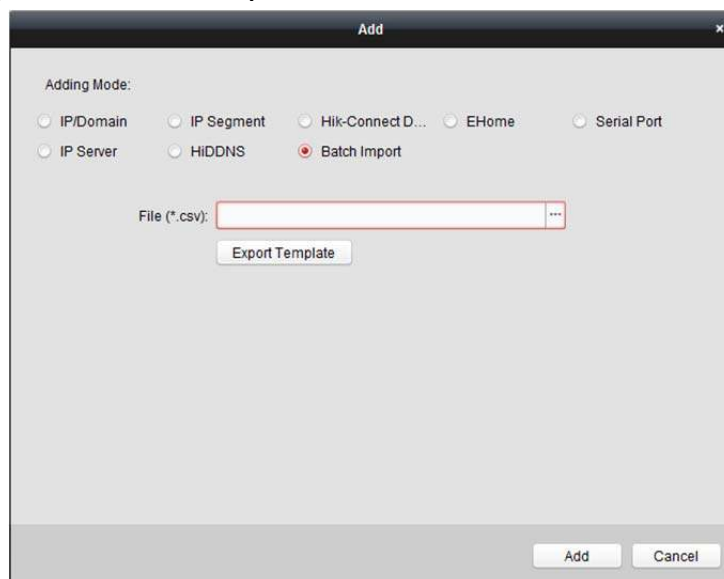 Add
×
Adding Mode:
IP/Domain IP Segment Hik-Connect D... EHome Serial Port
IP Server HiDDNS Batch Import
File (*.csv): ...
Export Template
Add Cancel